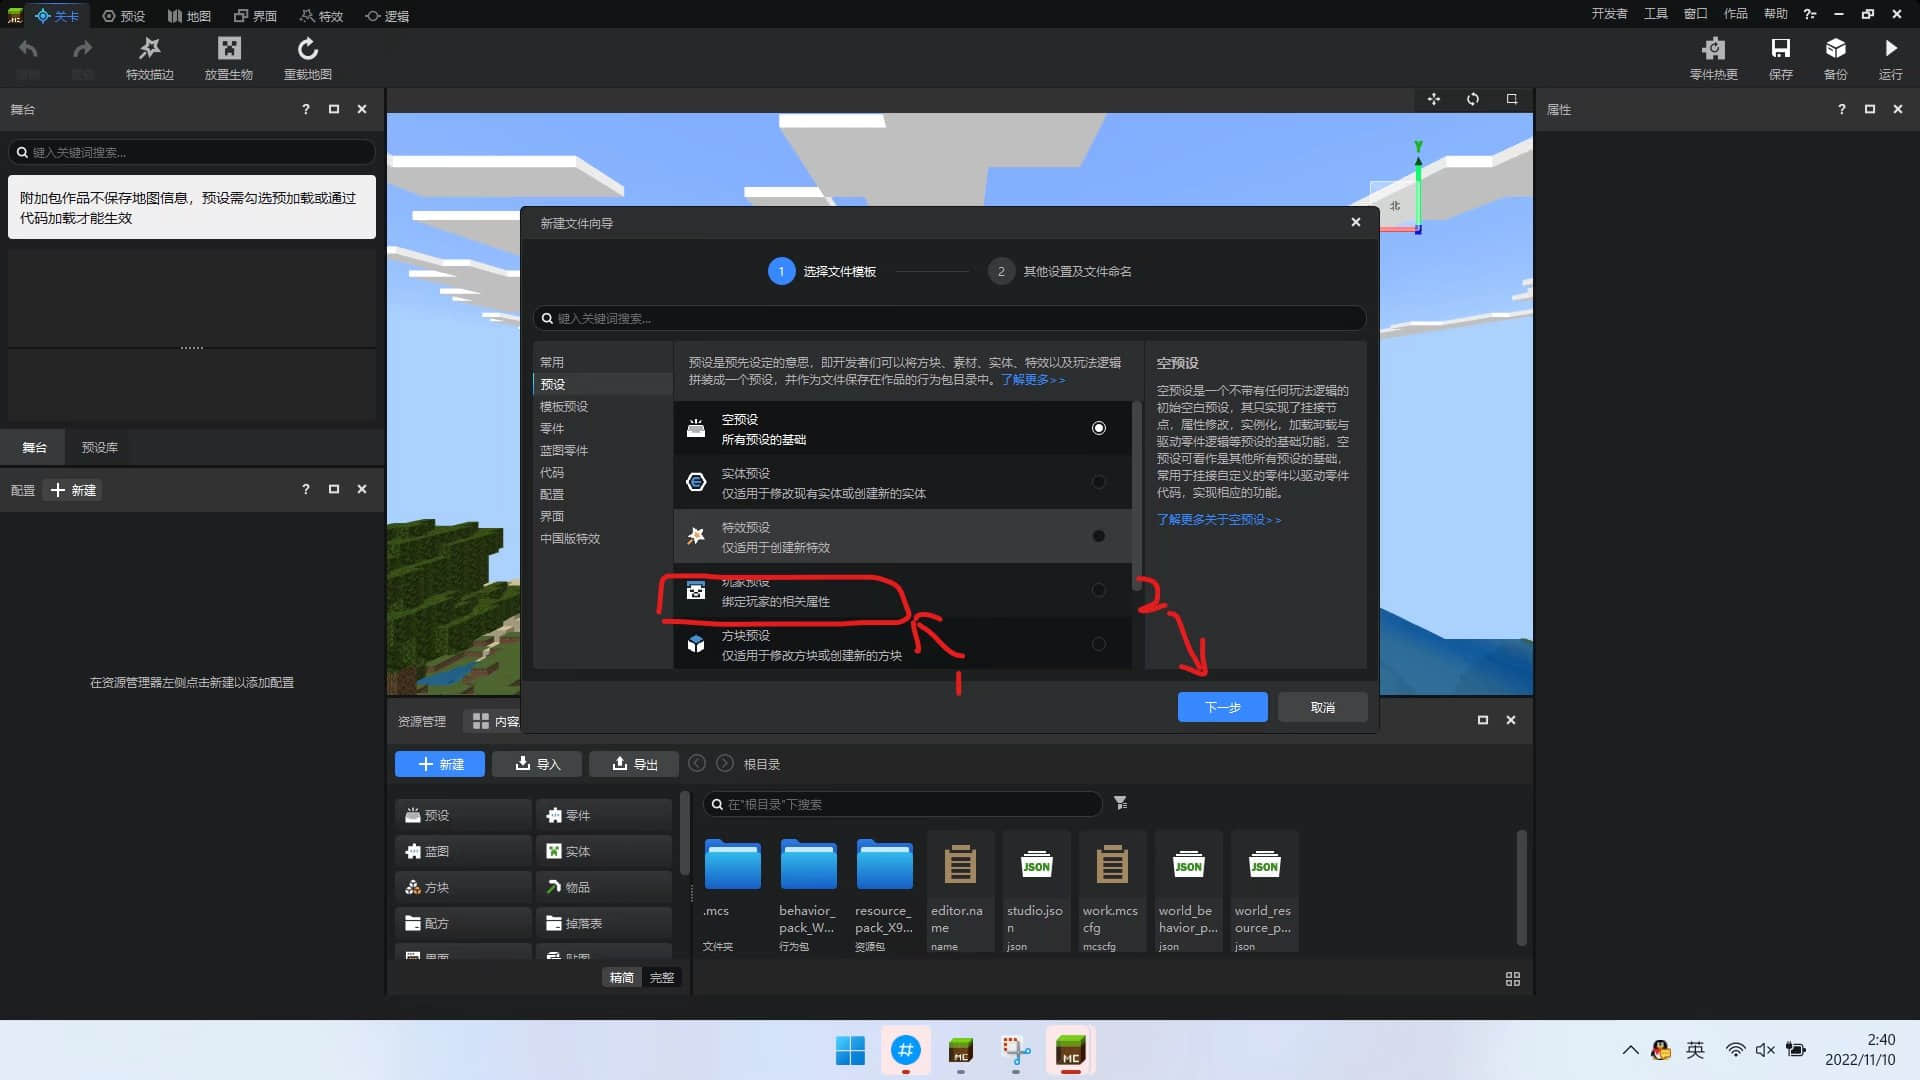 关卡
预设
地图
界面
特效
逻辑
开发者
工具
窗口
作品
帮助
特效描边
放置生物
重载地图
零件热更
保存
备份
运行
舞台
键入关键词搜索...
附加包作品不保存地图信息，预设需勾选预加载或通过
代码加载才能生效
舞台
预设库
配置
新建
在资源管理器左侧点击新建以添加配置
属性
Y
北
新建文件向导
1 选择文件模板
2 其他设置及文件命名
键入关键词搜索...
常用
预设
模板预设
零件
蓝图零件
代码
配置
界面
中国版特效
预设是预先设定的意思，即开发者们可以将方块、素材、实体、特效以及玩法逻辑
拼装成一个预设，并作为文件保存在作品的行为包目录中。了解更多>>
空预设
所有预设的基础
实体预设
仅适用于修改现有实体或创建新的实体
特效预设
仅适用于创建新特效
玩家预设
绑定玩家的相关属性
方块预设
仅适用于修改方块或创建新的方块
空预设
空预设是一个不带有任何玩法逻辑的
初始空白预设，其只实现了挂接节
点，属性修改，实例化，加载卸载与
驱动零件逻辑等预设的基础功能，空
预设可看作是其他所有预设的基础，
常用于挂接自定义的零件以驱动零件
代码，实现相应的功能。
了解更多关于空预设>>
1
2
下一步
取消
资源管理
内容
新建
导入
导出
根目录
在"根目录"下搜索
预设
零件
蓝图
实体
方块
物品
配方
掉落表
界面
贴图
精简
完整
.mcs
文件夹
behavior_
pack_W...
行为包
resource_
pack_X9...
资源包
editor.na
me
name
JSON
studio.jso
n
json
work.mcs
cfg
mcscfg
JSON
world_be
havior_p...
json
JSON
world_res
ource_p...
json
MC
MC
英
2:40
2022/11/10